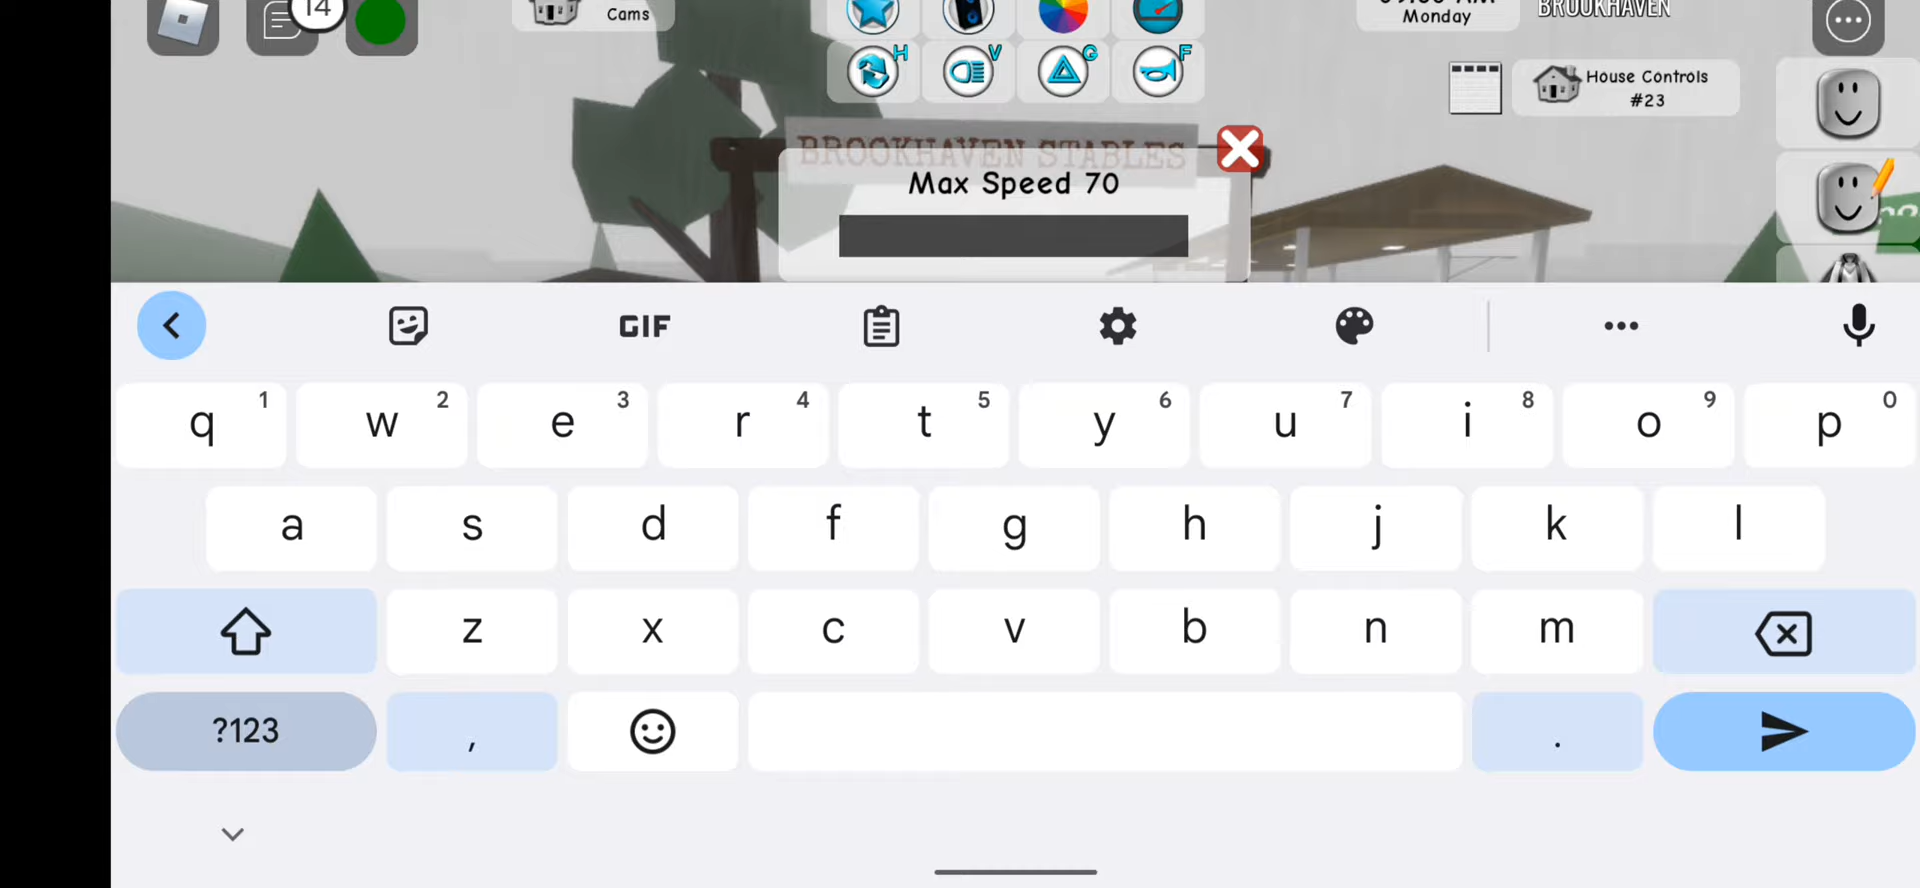 14
Cams
Monday
BROOKHAVEN
H
V
G
F
House Controls
#23
BROOKHAVEN STABLES
Max Speed 70
GIF
q 1 w 2 e 3 r 4 t 5 y 6 u 7 i 8 o 9 p 0
a s d f g h j k l
z x c v b n m
?123 , .